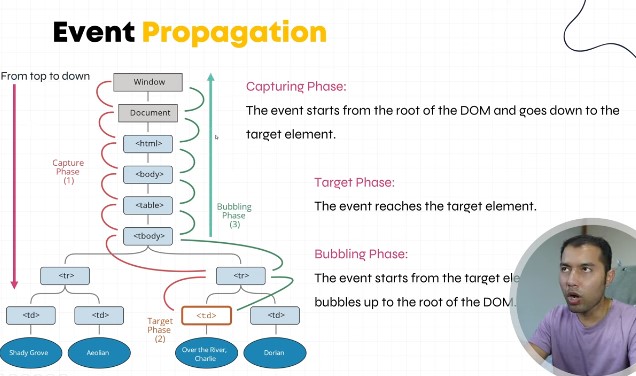 Event Propagation
From top to down
Window
Document
<html>
<body>
<table>
<tbody>
<tr>
<tr>
<td>
<td>
<td>
<td>
Shady Grove
Aeolian
Over the River,
Charlie
Dorian
Capture
Phase
(1)
Target
Phase
(2)
Bubbling
Phase
(3)
Capturing Phase:
The event starts from the root of the DOM and goes down to the
target element.
Target Phase:
The event reaches the target element.
Bubbling Phase:
The event starts from the target ele
bubbles up to the root of the DOM.